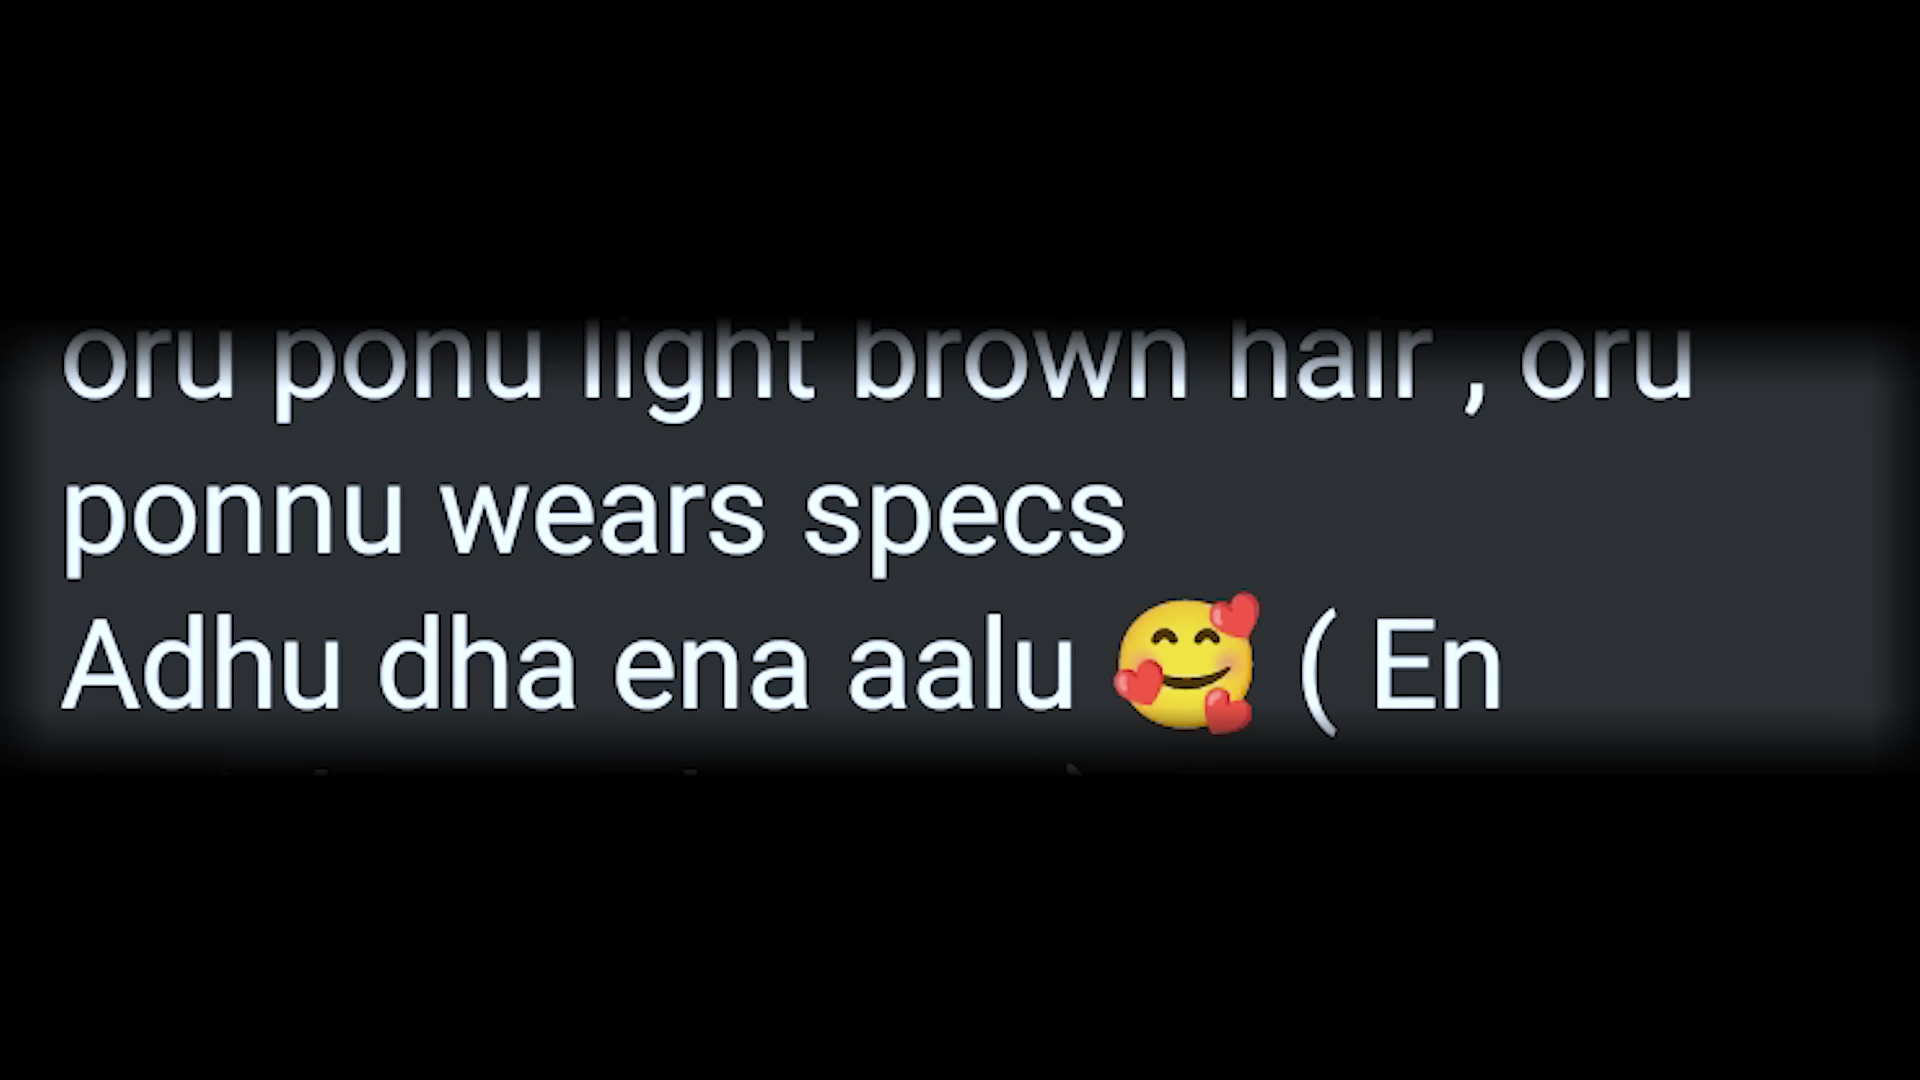 oru ponu light brown hair , oru
ponnu wears specs
Adhu dha ena aalu 🥰 ( En